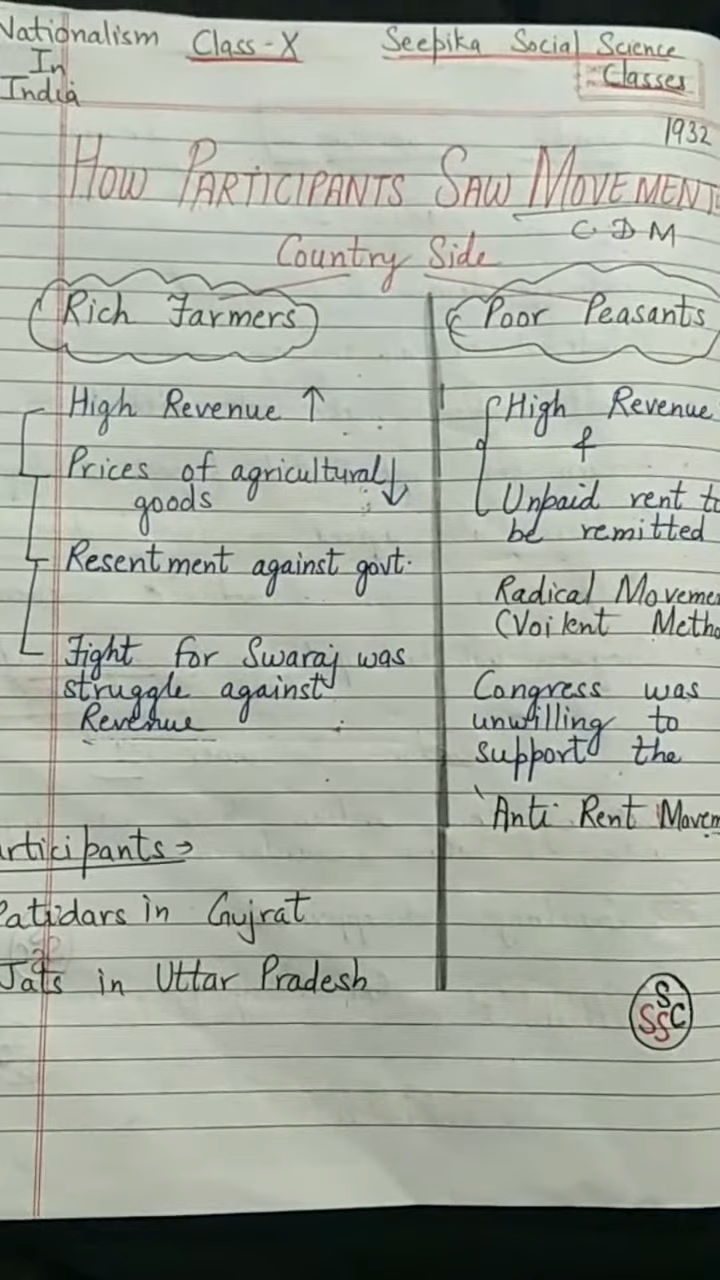 Nationalism
In
India
Class-X
Seepika Social Science
Classes
1932
HOW PARTICIPANTS SAW MOVEMENT
C D M
Country Side
Rich Farmers
High Revenue ↑
Prices of agricultural ↓
goods
Resentment against govt.
Fight for Swaraj was
struggle against
Revenue
articipants →
Patidars in Gujrat
Jats in Uttar Pradesh
Poor Peasants
High Revenue
&
Unpaid rent to
be remitted
Radical Moveme
(Voilent Metho
Congress was
unwilling to
support the
'Anti Rent Movem
SSSC